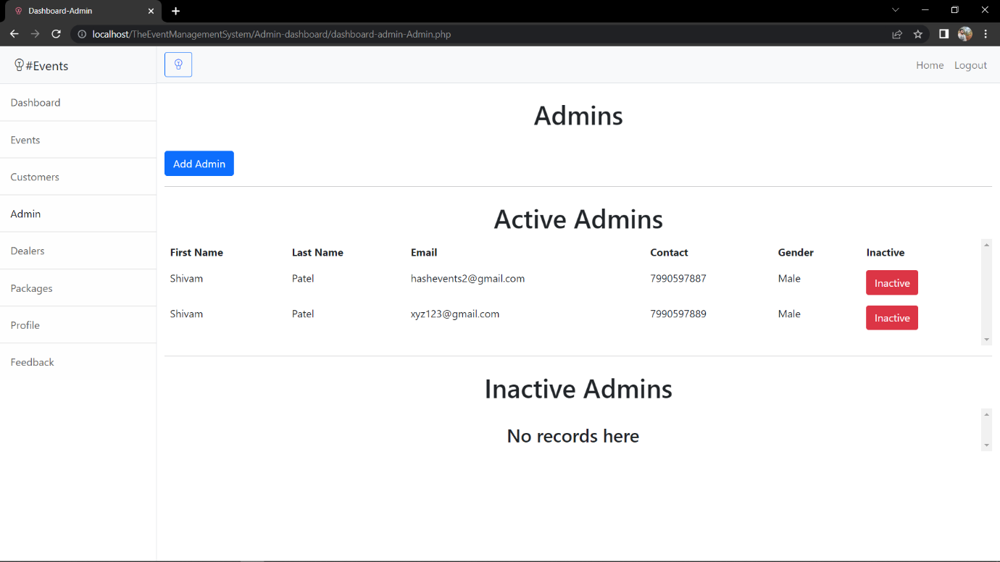 Dashboard-Admin
localhost/TheEventManagementSystem/Admin-dashboard/dashboard-admin-Admin.php
#Events
Home Logout
Dashboard
Events
Customers
Admin
Dealers
Packages
Profile
Feedback
Admins
Add Admin
Active Admins
First Name Last Name Email Contact Gender Inactive
Shivam Patel hashevents2@gmail.com 7990597887 Male Inactive
Shivam Patel xyz123@gmail.com 7990597889 Male Inactive
Inactive Admins
No records here